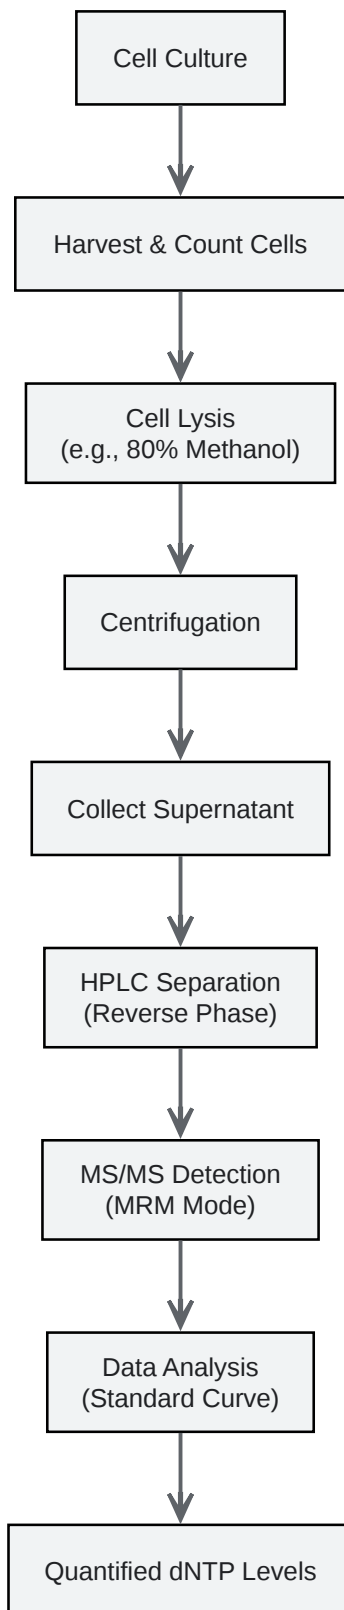 Cell Culture
Harvest & Count Cells
Cell Lysis
(e.g., 80% Methanol)
Centrifugation
Collect Supernatant
HPLC Separation
(Reverse Phase)
MS/MS Detection
(MRM Mode)
Data Analysis
(Standard Curve)
Quantified dNTP Levels